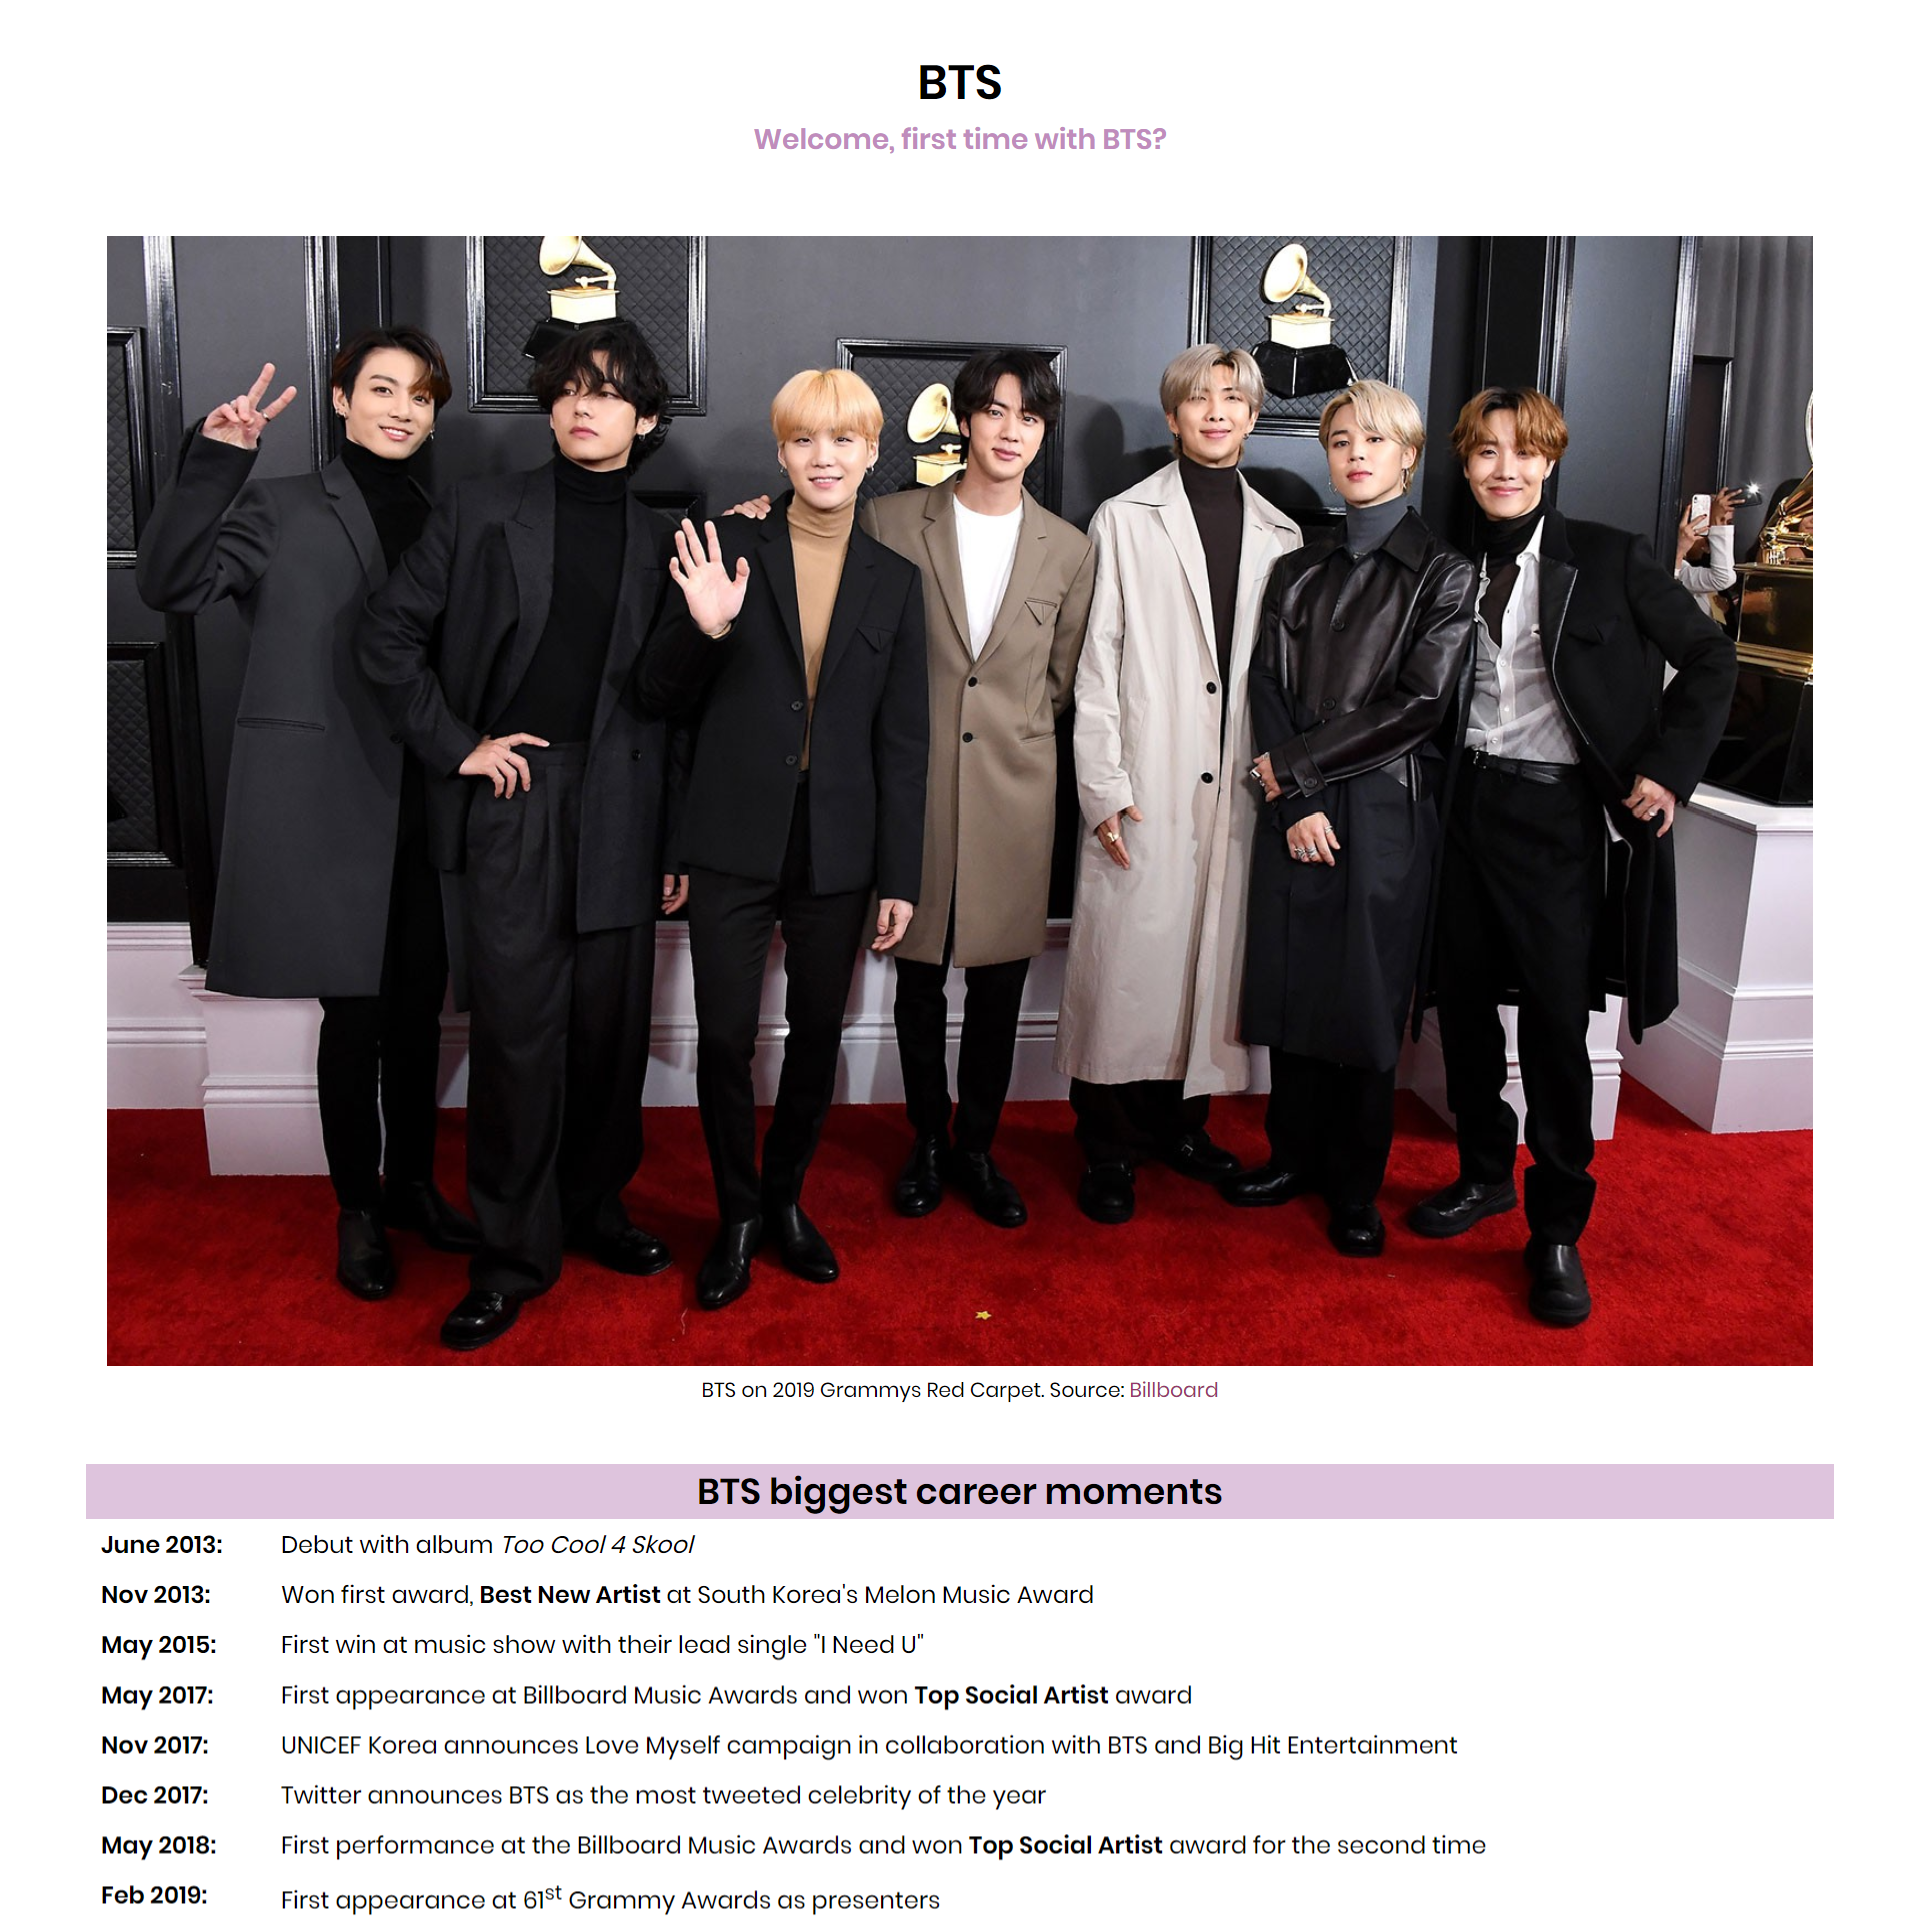 BTS
Welcome, first time with BTS?
BTS on 2019 Grammys Red Carpet. Source: Billboard
BTS biggest career moments
June 2013: Debut with album Too Cool 4 Skool
Nov 2013: Won first award, Best New Artist at South Korea's Melon Music Award
May 2015: First win at music show with their lead single "I Need U"
May 2017: First appearance at Billboard Music Awards and won Top Social Artist award
Nov 2017: UNICEF Korea announces Love Myself campaign in collaboration with BTS and Big Hit Entertainment
Dec 2017: Twitter announces BTS as the most tweeted celebrity of the year
May 2018: First performance at the Billboard Music Awards and won Top Social Artist award for the second time
Feb 2019: First appearance at 61st Grammy Awards as presenters